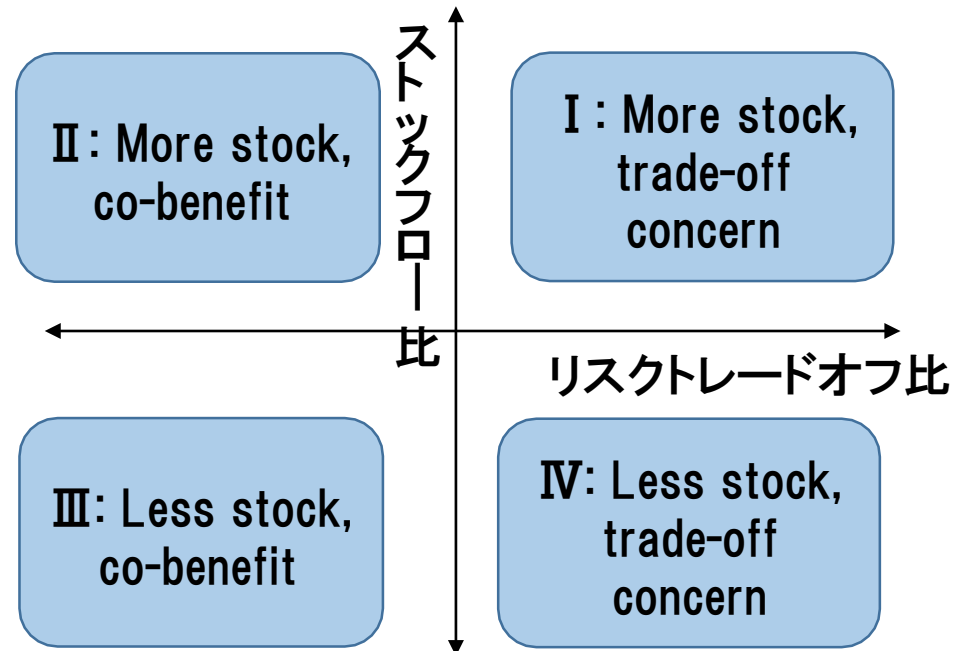 Ⅱ: More stock,
co-benefit
Ⅰ: More stock,
trade-off
concern
ストックフロー比
リスクトレードオフ比
Ⅲ: Less stock,
co-benefit
Ⅳ: Less stock,
trade-off
concern